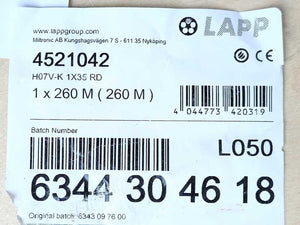 www.lappgroup.com
LAPP
Miltronic AB Kungshagsvägen 7 S - 611 35 Nyköping
4521042
H07V-K 1X35 RD
1 x 260 M ( 260 M )
4 044773 420319
Batch Number
L050
6344 30 46 18
Original batch: 6343 09 76 00